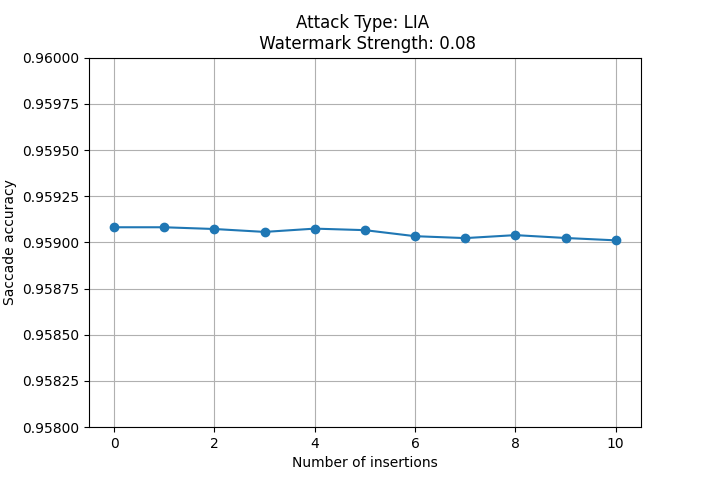 Attack Type: LIA
Watermark Strength: 0.08
0.96000
0.95975
0.95950
0.95925
0.95900
0.95875
0.95850
0.95825
0.95800
Saccade accuracy
0 2 4 6 8 10
Number of insertions